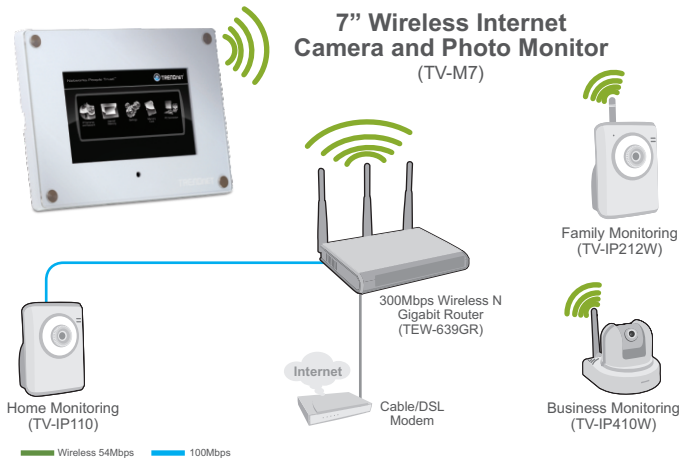 7” Wireless Internet
Camera and Photo Monitor
(TV-M7)
TRENDNET
Family Monitoring
(TV-IP212W)
300Mbps Wireless N
Gigabit Router
(TEW-639GR)
Internet
Home Monitoring
(TV-IP110)
Cable/DSL
Modem
Business Monitoring
(TV-IP410W)
Wireless 54Mbps
100Mbps